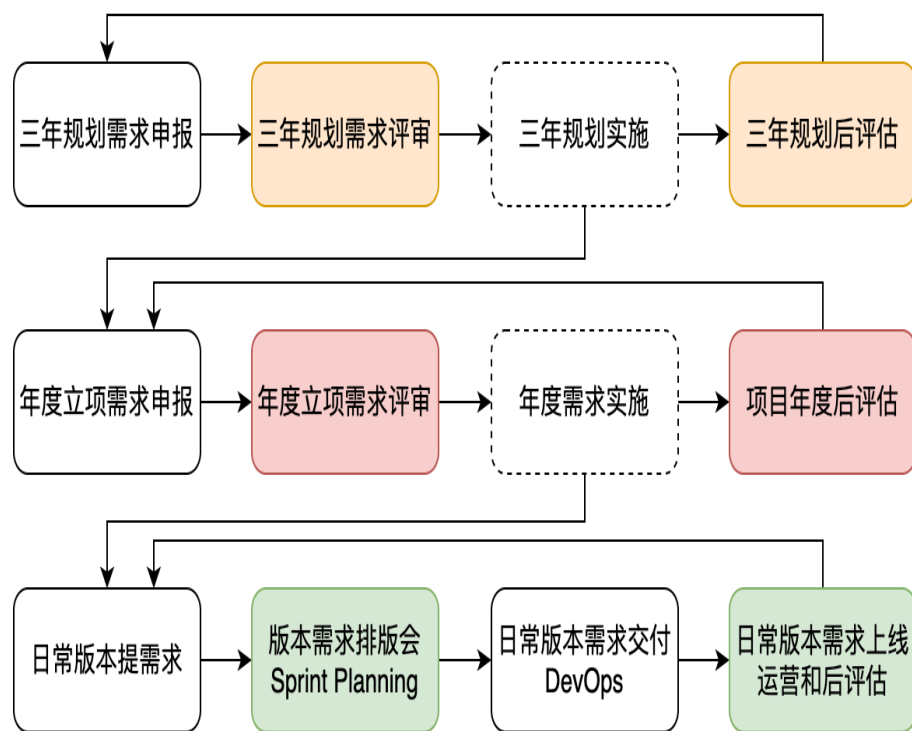 三年规划需求申报
三年规划需求评审
三年规划实施
三年规划后评估
年度立项需求申报
年度立项需求评审
年度需求实施
项目年度后评估
日常版本提需求
版本需求排版会
Sprint Planning
日常版本需求交付
DevOps
日常版本需求上线
运营和后评估